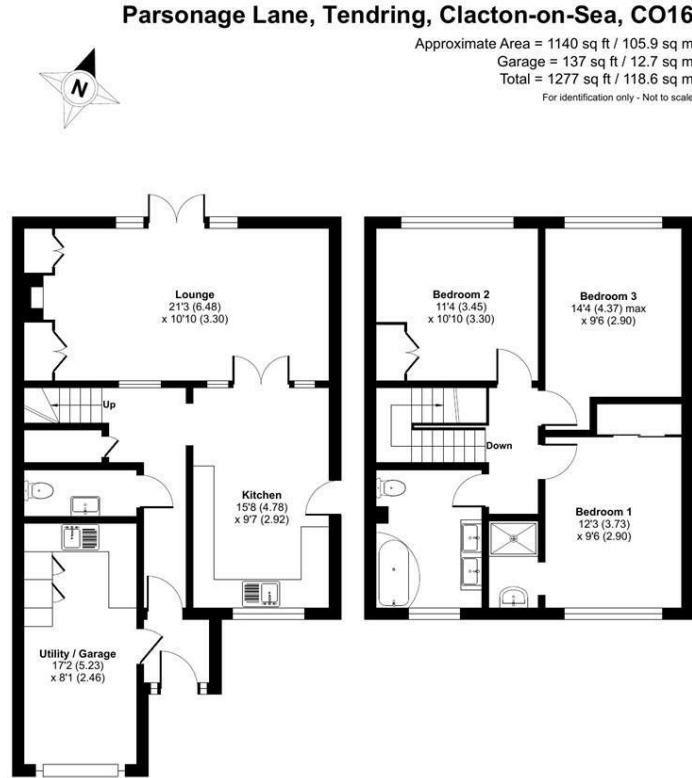 Parsonage Lane, Tendring, Clacton-on-Sea, CO16
Approximate Area = 1140 sq ft / 105.9 sq m
Garage = 137 sq ft / 12.7 sq m
Total = 1277 sq ft / 118.6 sq m
For identification only - Not to scale
N
Lounge
21'3 (6.48)
x 10'10 (3.30)
Up
Kitchen
15'8 (4.78)
x 9'7 (2.92)
Utility / Garage
17'2 (5.23)
x 8'1 (2.46)
Bedroom 2
11'4 (3.45)
x 10'10 (3.30)
Bedroom 3
14'4 (4.37) max
x 9'6 (2.90)
Down
Bedroom 1
12'3 (3.73)
x 9'6 (2.90)